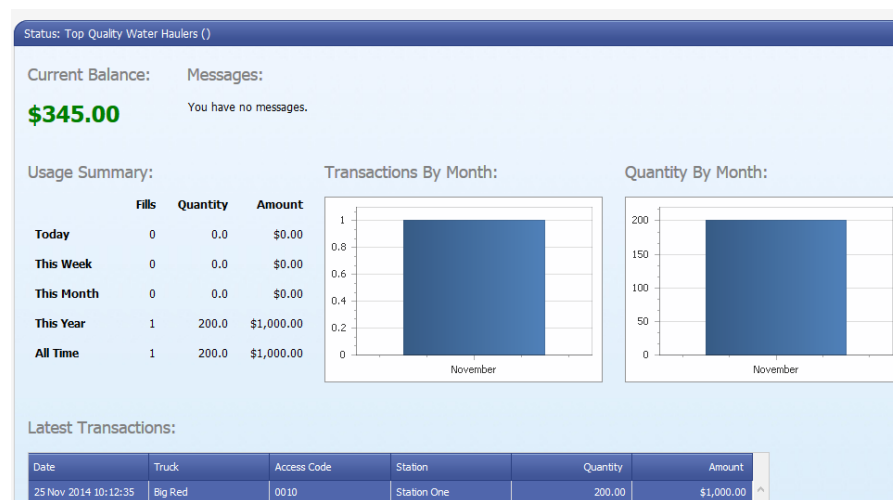 Status: Top Quality Water Haulers ()
Current Balance: Messages:
$345.00 You have no messages.
Usage Summary: Transactions By Month: Quantity By Month:
Fills Quantity Amount
Today 0 0.0 $0.00
This Week 0 0.0 $0.00
This Month 0 0.0 $0.00
This Year 1 200.0 $1,000.00
All Time 1 200.0 $1,000.00
1
0.8
0.6
0.4
0.2
0
November
200
150
100
50
0
November
Latest Transactions:
Date Truck Access Code Station Quantity Amount
25 Nov 2014 10:12:35 Big Red 0010 Station One 200.00 $1,000.00